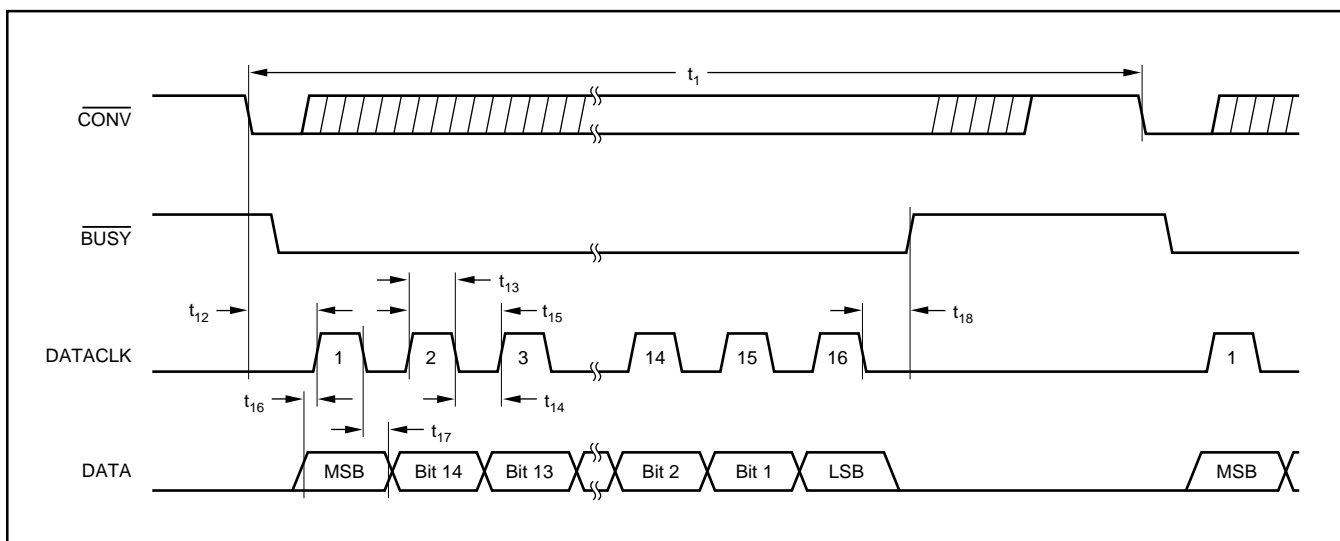 t₁
CONV
BUSY
t₁₃
t₁₂
t₁₅
t₁₈
DATACLK
1 2 3 14 15 16 1
t₁₆
t₁₄
t₁₇
DATA
MSB Bit 14 Bit 13 Bit 2 Bit 1 LSB MSB